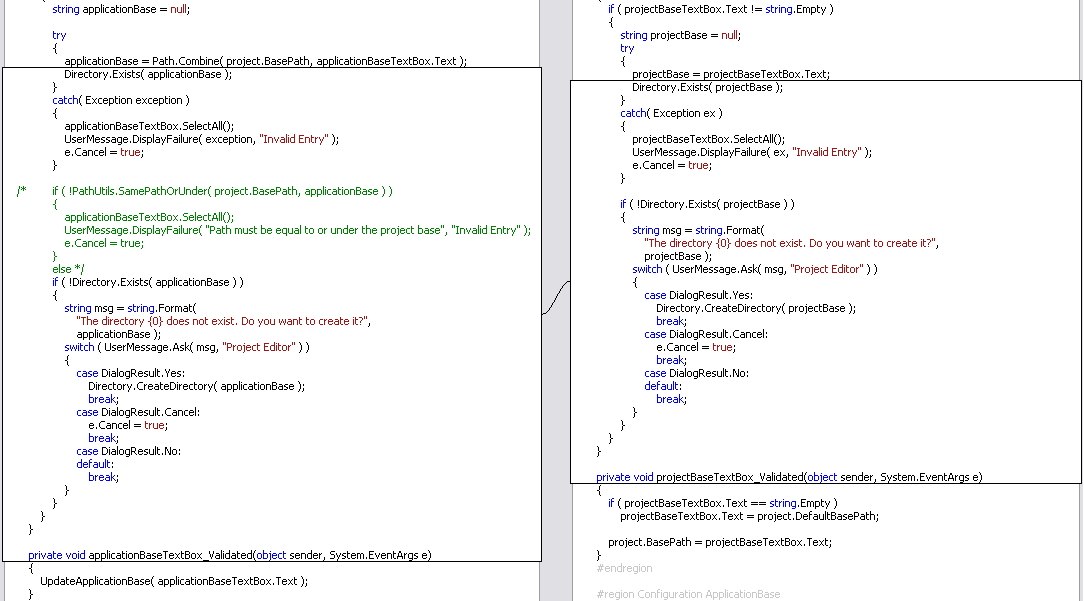 string applicationBase = null;
try
{
applicationBase = Path.Combine( project.BasePath, applicationBaseTextBox.Text );
Directory.Exists( applicationBase );
}
catch( Exception exception )
{
applicationBaseTextBox.SelectAll();
UserMessage.DisplayFailure( exception, "Invalid Entry" );
e.Cancel = true;
}
/* if ( !PathUtils.SamePathOrUnder( project.BasePath, applicationBase ) )
{
applicationBaseTextBox.SelectAll();
UserMessage.DisplayFailure( "Path must be equal to or under the project base", "Invalid Entry" );
e.Cancel = true;
}
else */
if ( !Directory.Exists( applicationBase ) )
{
string msg = string.Format(
"The directory {0} does not exist. Do you want to create it?",
applicationBase );
switch ( UserMessage.Ask( msg, "Project Editor" ) )
{
case DialogResult.Yes:
Directory.CreateDirectory( applicationBase );
break;
case DialogResult.Cancel:
e.Cancel = true;
break;
case DialogResult.No:
default:
break;
}
}
}
}
private void applicationBaseTextBox_Validated(object sender, System.EventArgs e)
{
UpdateApplicationBase( applicationBaseTextBox.Text );
}
if ( projectBaseTextBox.Text != string.Empty )
{
string projectBase = null;
try
{
projectBase = projectBaseTextBox.Text;
Directory.Exists( projectBase );
}
catch( Exception ex )
{
projectBaseTextBox.SelectAll();
UserMessage.DisplayFailure( ex, "Invalid Entry" );
e.Cancel = true;
}
if ( !Directory.Exists( projectBase ) )
{
string msg = string.Format(
"The directory {0} does not exist. Do you want to create it?",
projectBase );
switch ( UserMessage.Ask( msg, "Project Editor" ) )
{
case DialogResult.Yes:
Directory.CreateDirectory( projectBase );
break;
case DialogResult.Cancel:
e.Cancel = true;
break;
case DialogResult.No:
default:
break;
}
}
}
}
private void projectBaseTextBox_Validated(object sender, System.EventArgs e)
{
if ( projectBaseTextBox.Text == string.Empty )
projectBaseTextBox.Text = project.DefaultBasePath;
project.BasePath = projectBaseTextBox.Text;
}
#endregion
#region Configuration ApplicationBase